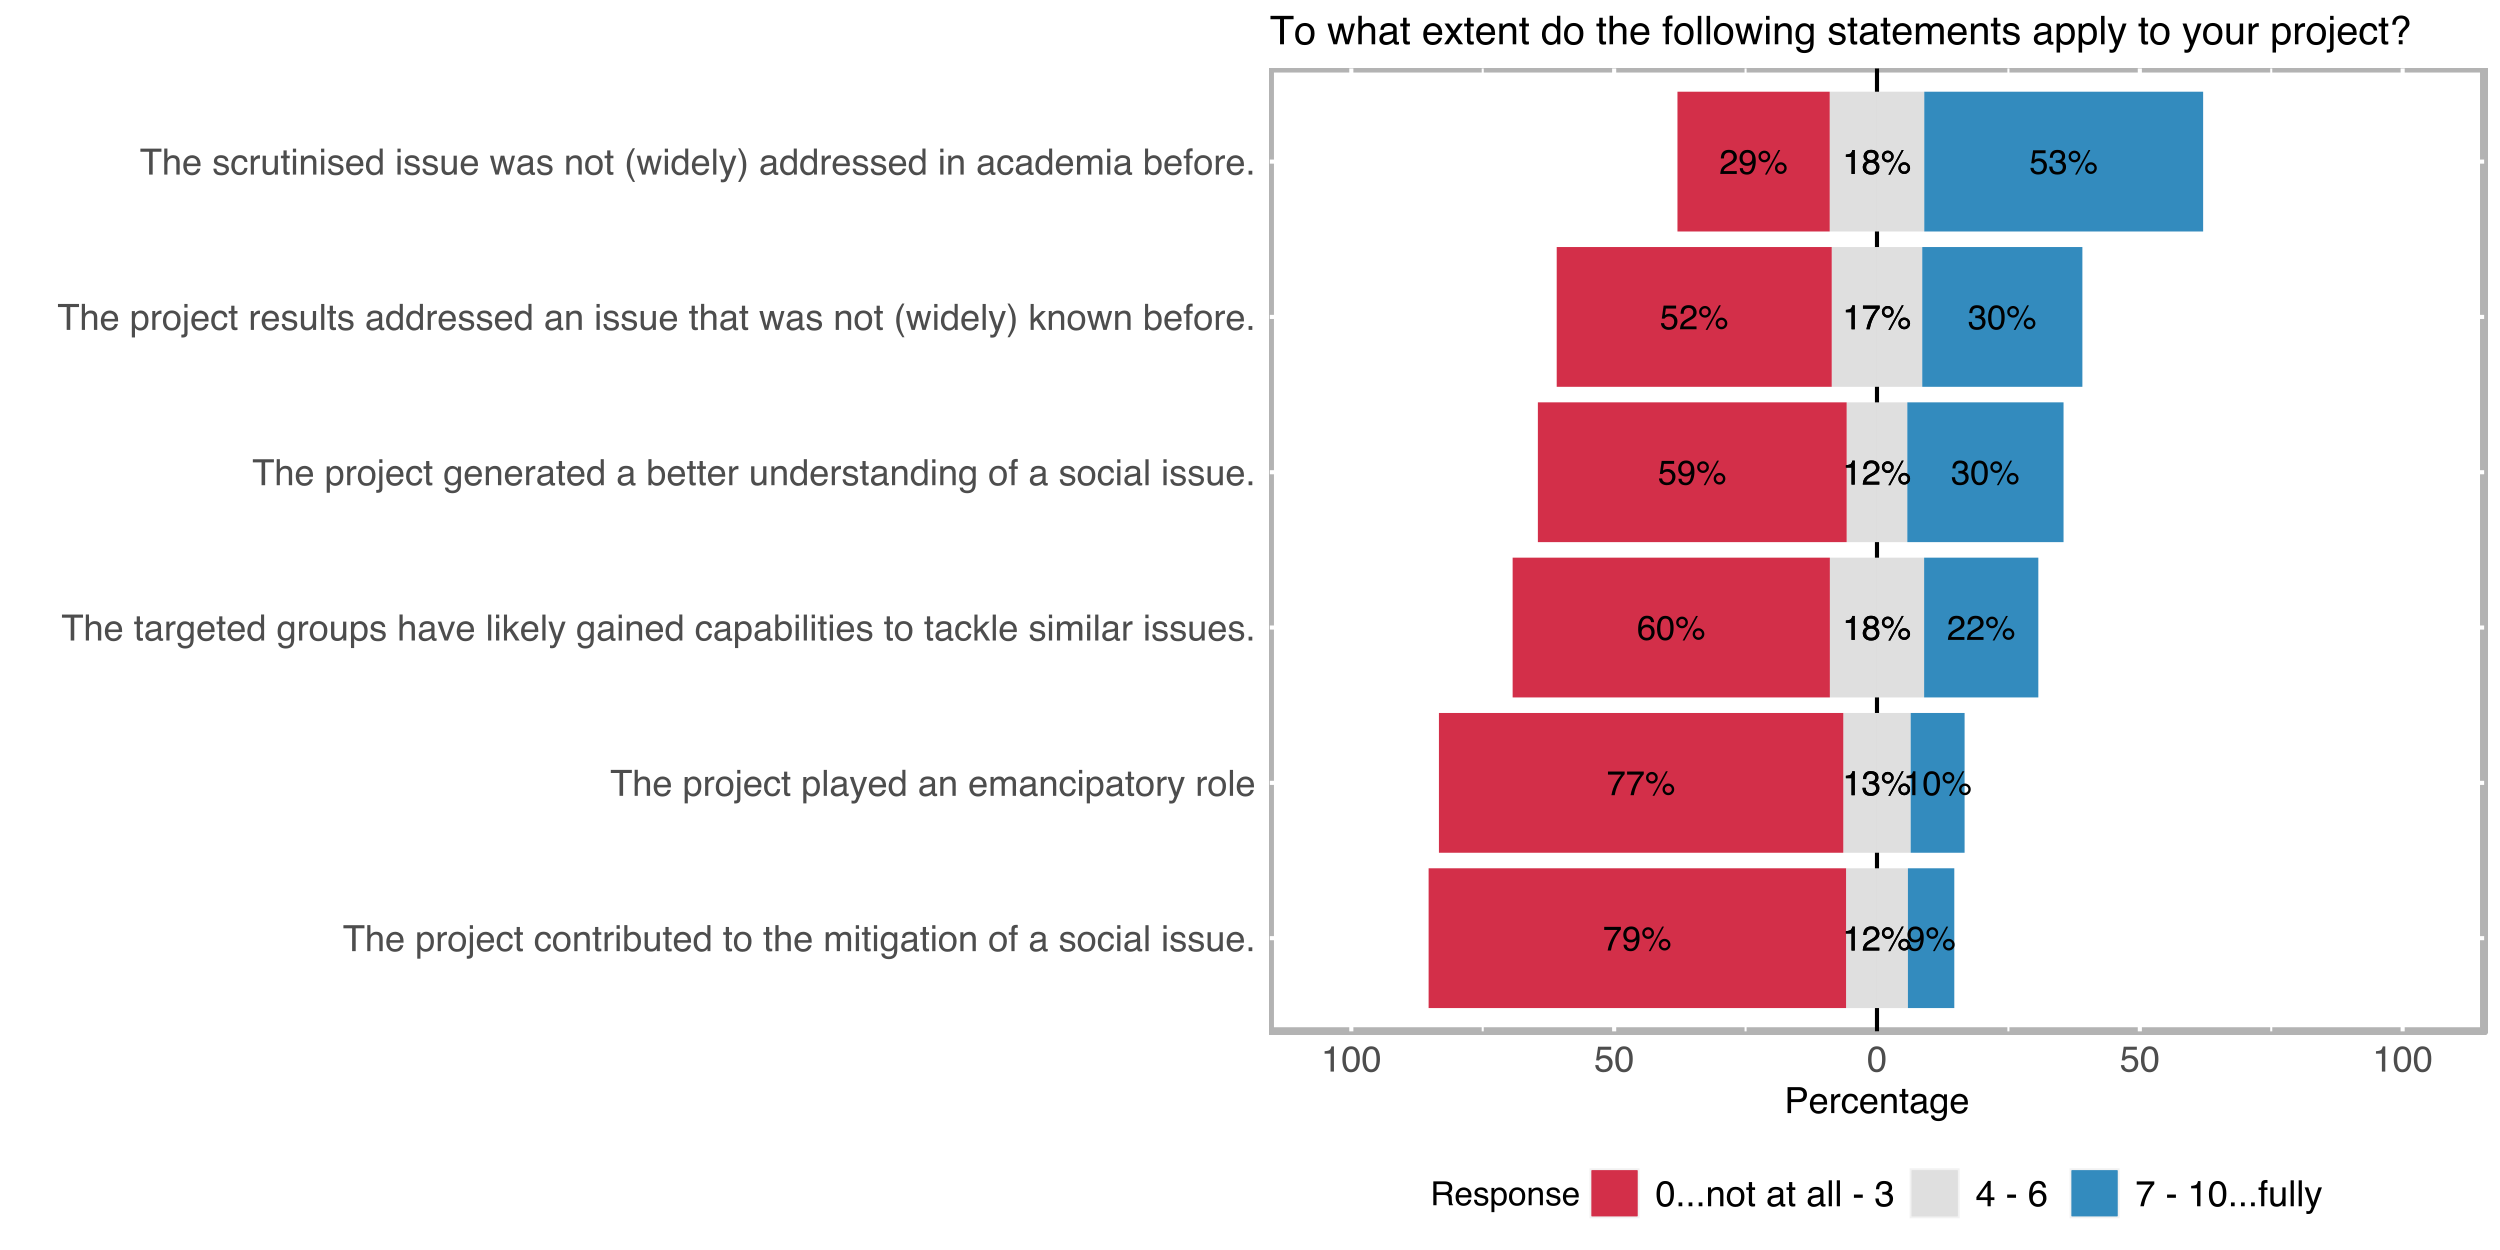 To what extent do the following statements apply to your project?
The scrutinised issue was not (widely) addressed in academia before. 29% 18% 53%
The project results addressed an issue that was not (widely) known before. 52% 17% 30%
The project generated a better understanding of a social issue. 59% 12% 30%
The targeted groups have likely gained capabilities to tackle similar issues. 60% 18% 22%
The project played an emancipatory role 77% 13% 10%
The project contributed to the mitigation of a social issue. 79% 12% 9%
100 50 0 50 100
Percentage
Response 0...not at all - 3 4 - 6 7 - 10...fully